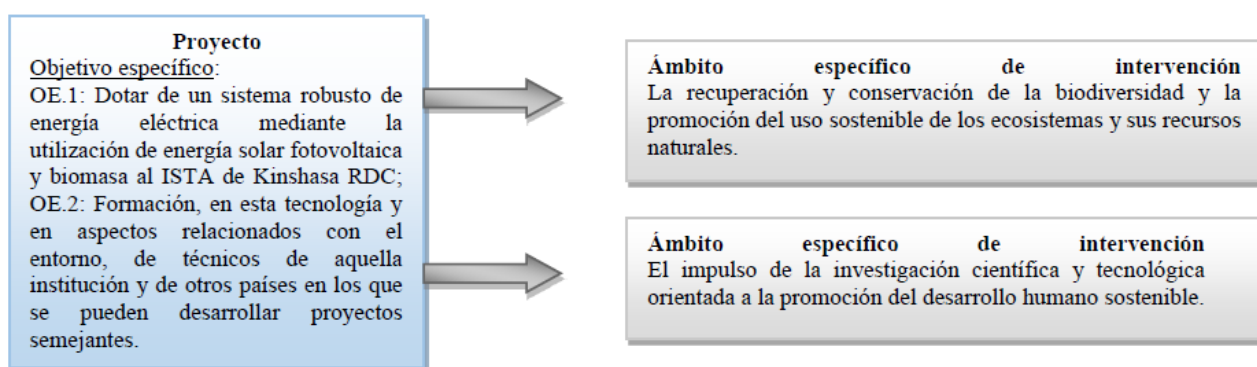 Proyecto
Objetivo específico:
OE.1: Dotar de un sistema robusto de
energía eléctrica mediante la
utilización de energía solar fotovoltaica
y biomasa al ISTA de Kinshasa RDC;
OE.2: Formación, en esta tecnología y
en aspectos relacionados con el
entorno, de técnicos de aquella
institución y de otros países en los que
se pueden desarrollar proyectos
semejantes.
Ámbito específico de intervención
La recuperación y conservación de la biodiversidad y la
promoción del uso sostenible de los ecosistemas y sus recursos
naturales.
Ámbito específico de intervención
El impulso de la investigación científica y tecnológica
orientada a la promoción del desarrollo humano sostenible.